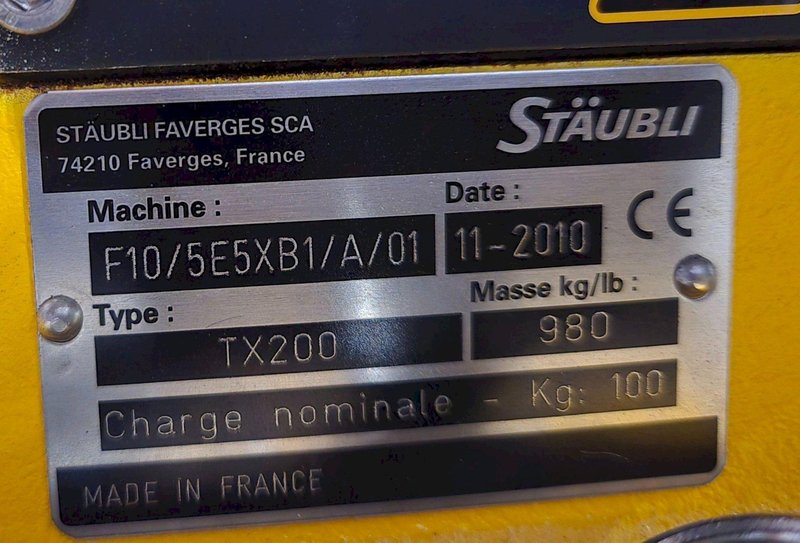 STÄUBLI FAVERGES SCA
74210 Faverges, France
STÄUBLI
Machine :
F10/5E5XB1/A/01
Date :
11-2010
CE
Type :
TX200
Masse kg/lb :
980
Charge nominale - Kg: 100
MADE IN FRANCE